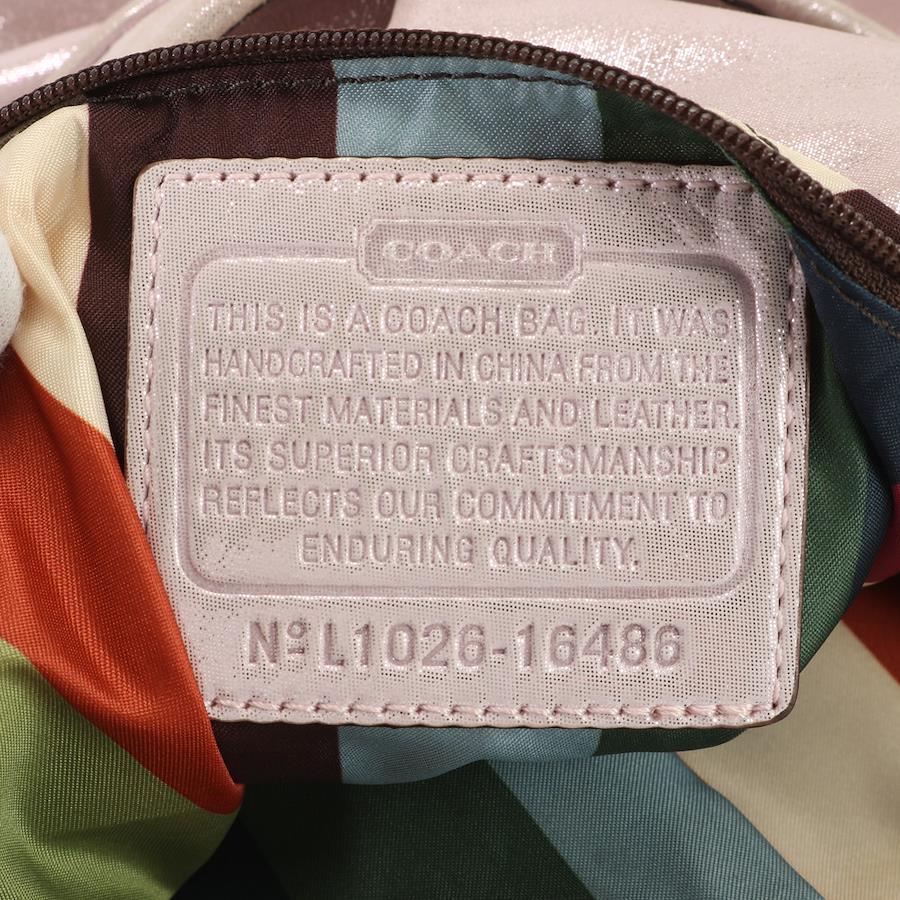 COACH
THIS IS A COACH BAG. IT WAS
HANDCRAFTED IN CHINA FROM THE
FINEST MATERIALS AND LEATHER.
ITS SUPERIOR CRAFTSMANSHIP
REFLECTS OUR COMMITMENT TO
ENDURING QUALITY.
Nº L1026-16486